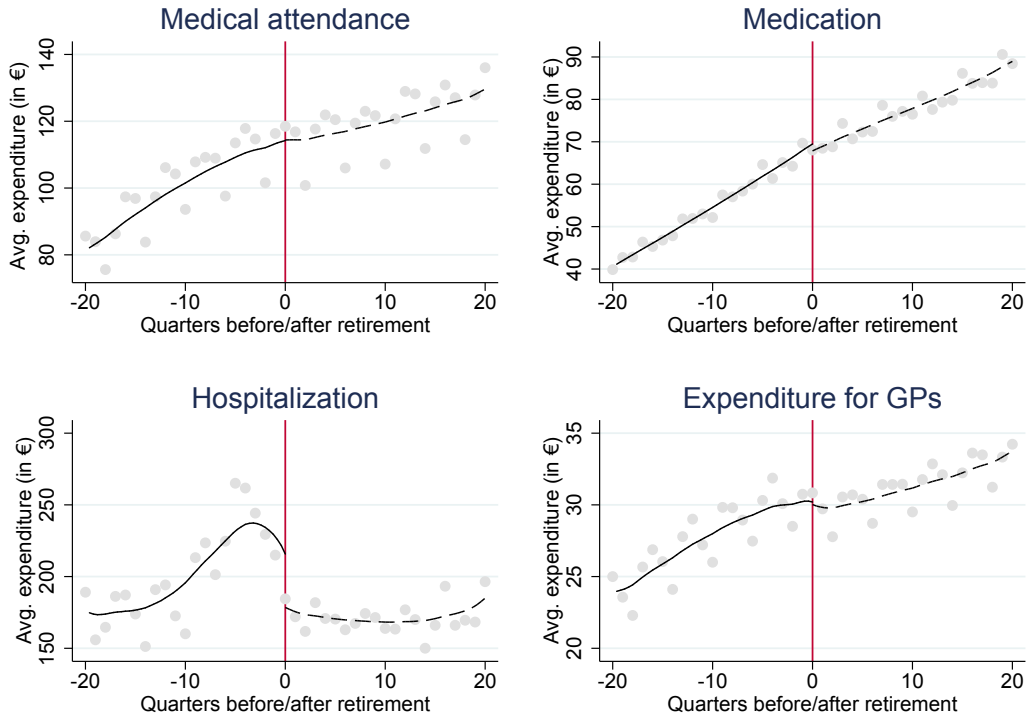 Medical attendance
Avg. expenditure (in €)
140
120
100
80
-20 -10 0 10 20
Quarters before/after retirement
Medication
Avg. expenditure (in €)
90
80
70
60
50
40
-20 -10 0 10 20
Quarters before/after retirement
Hospitalization
Avg. expenditure (in €)
300
250
200
150
-20 -10 0 10 20
Quarters before/after retirement
Expenditure for GPs
Avg. expenditure (in €)
35
30
25
20
-20 -10 0 10 20
Quarters before/after retirement